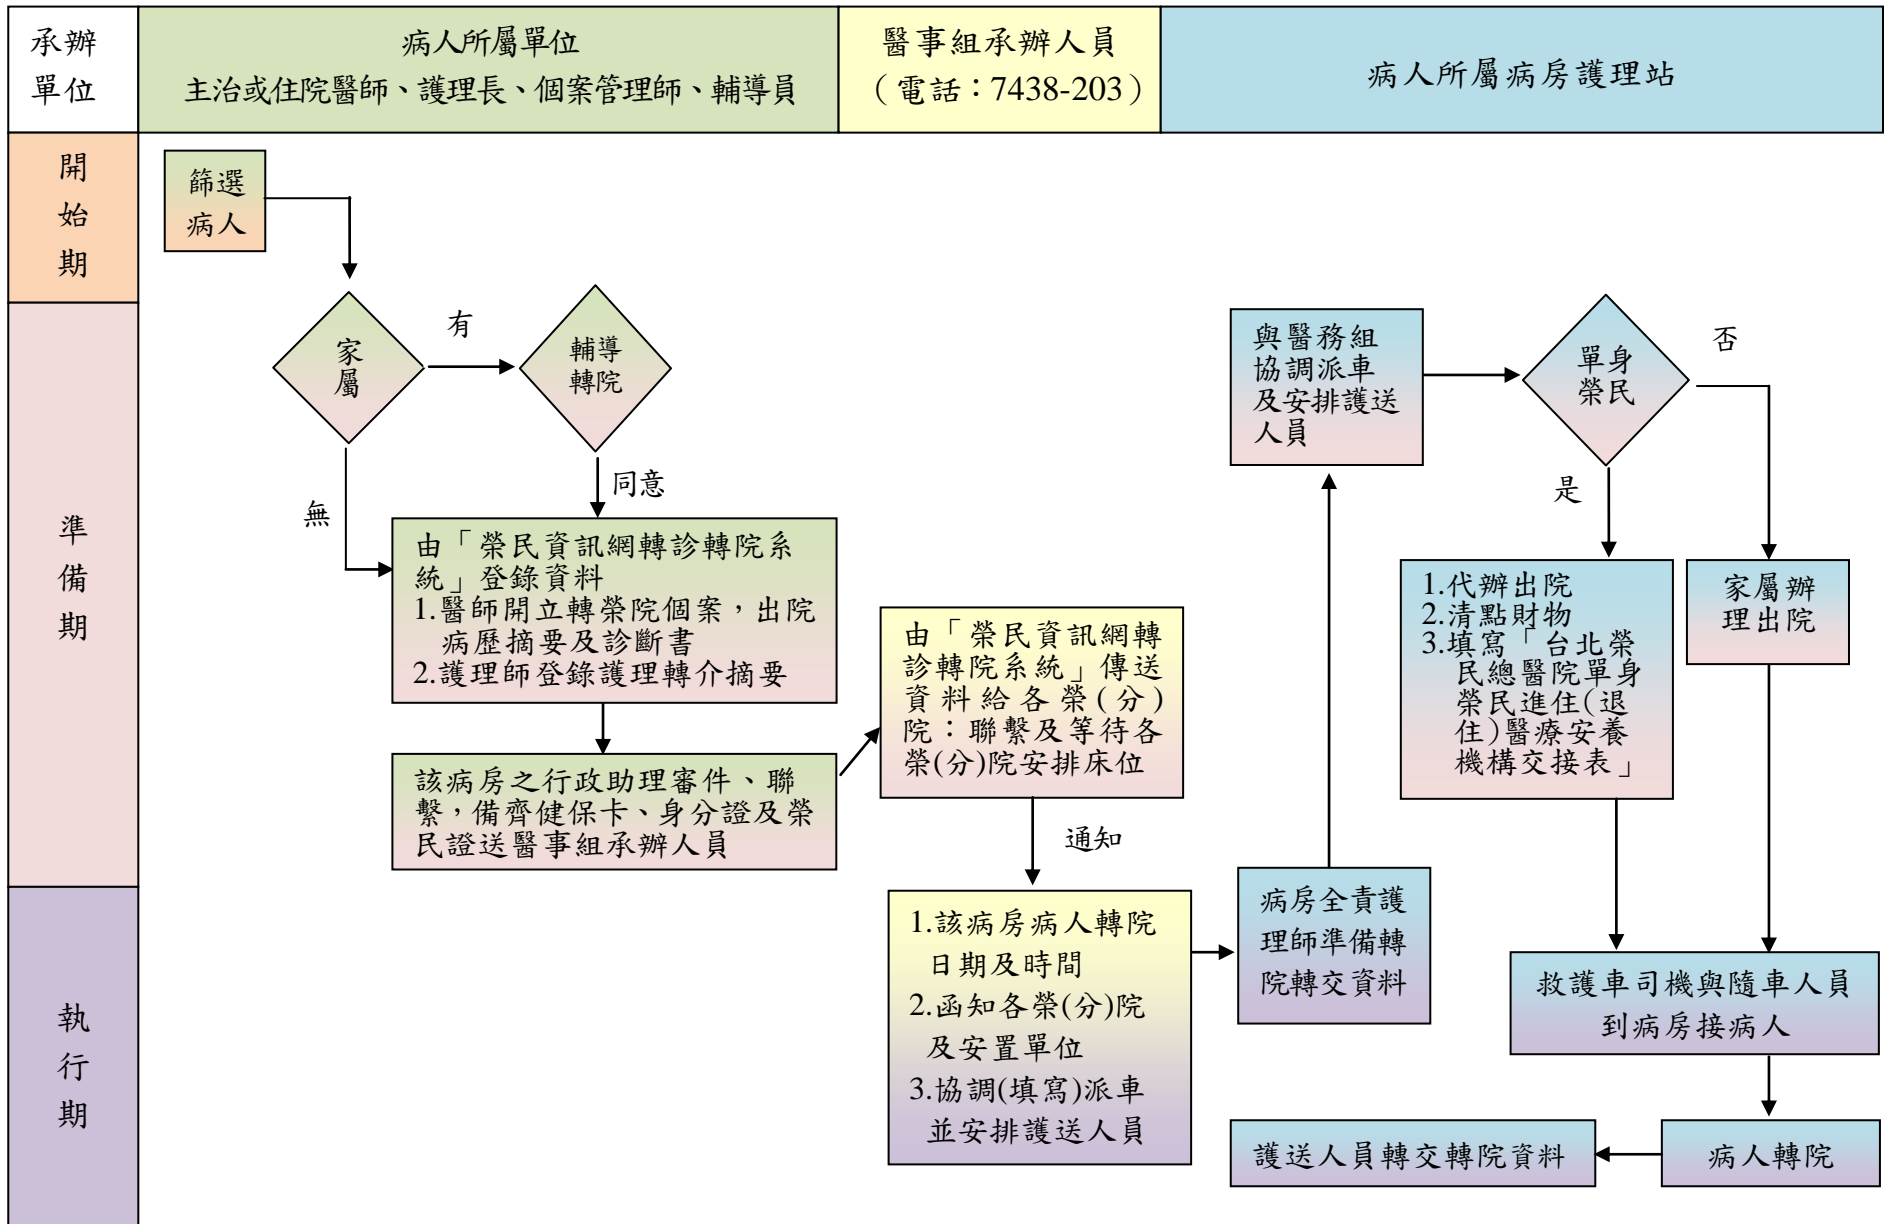 承辦
單位
病人所屬單位
主治或住院醫師、護理長、個案管理師、輔導員
醫事組承辦人員
（電話：7438-203）
病人所屬病房護理站
開
始
期
篩選
病人
準
備
期
家
屬
有
無
輔導
轉院
同意
由「榮民資訊網轉診轉院系
統」登錄資料
1.醫師開立轉榮院個案，出院
病歷摘要及診斷書
2.護理師登錄護理轉介摘要
該病房之行政助理審件、聯
繫，備齊健保卡、身分證及榮
民證送醫事組承辦人員
由「榮民資訊網轉
診轉院系統」傳送
資料給各榮(分)
院：聯繫及等待各
榮(分)院安排床位
通知
與醫務組
協調派車
及安排護送
人員
單身
榮民
否
是
1.代辦出院
2.清點財物
3.填寫「台北榮
民總醫院單身
榮民進住(退
住)醫療安養
機構交接表」
家屬辦
理出院
執
行
期
1.該病房病人轉院
日期及時間
2.函知各榮(分)院
及安置單位
3.協調(填寫)派車
並安排護送人員
病房全責護
理師準備轉
院轉交資料
救護車司機與隨車人員
到病房接病人
護送人員轉交轉院資料
病人轉院